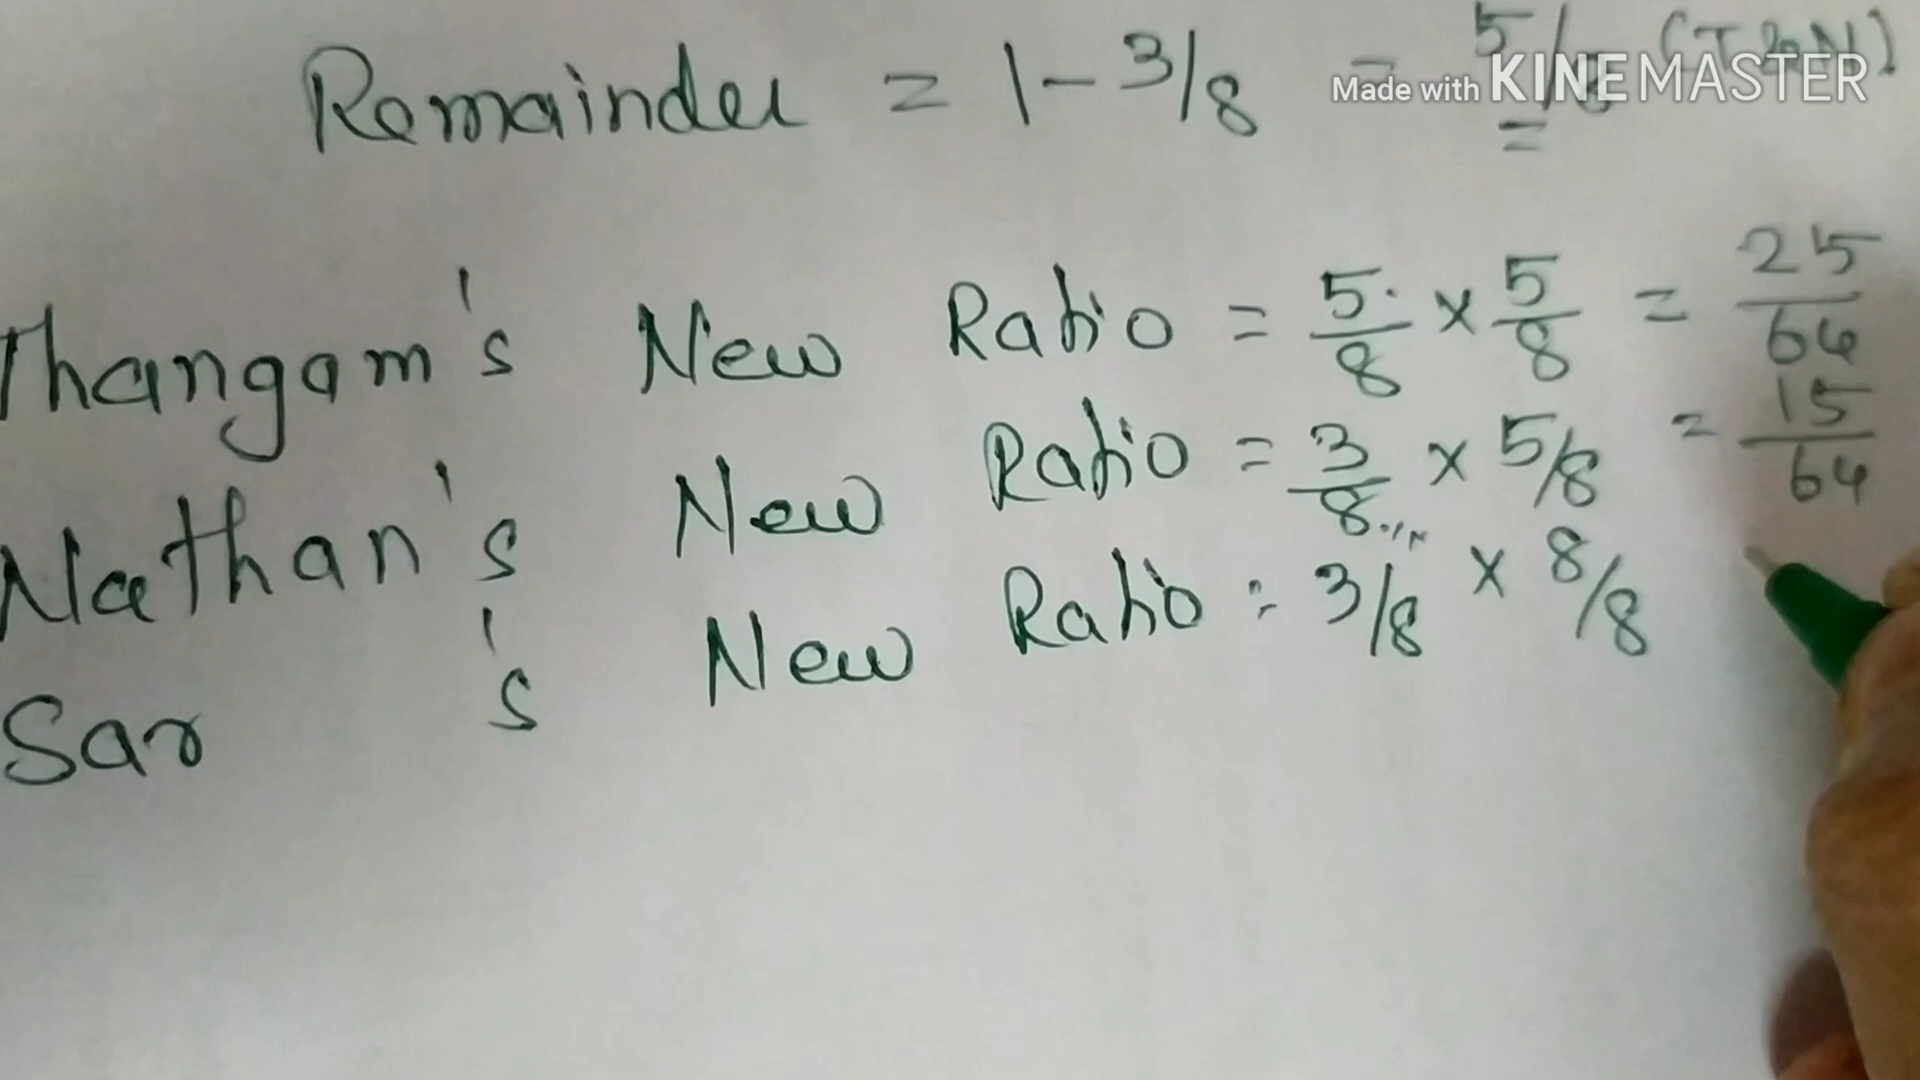 Remainder = 1 - 3/8 = 5/8 (T & N)
Made with KINEMASTER
Thangam's New Ratio = 5/8 × 5/8 = 25/64
Nathan's New Ratio = 3/8 × 5/8 = 15/64
Sar 's New Ratio = 3/8 × 8/8